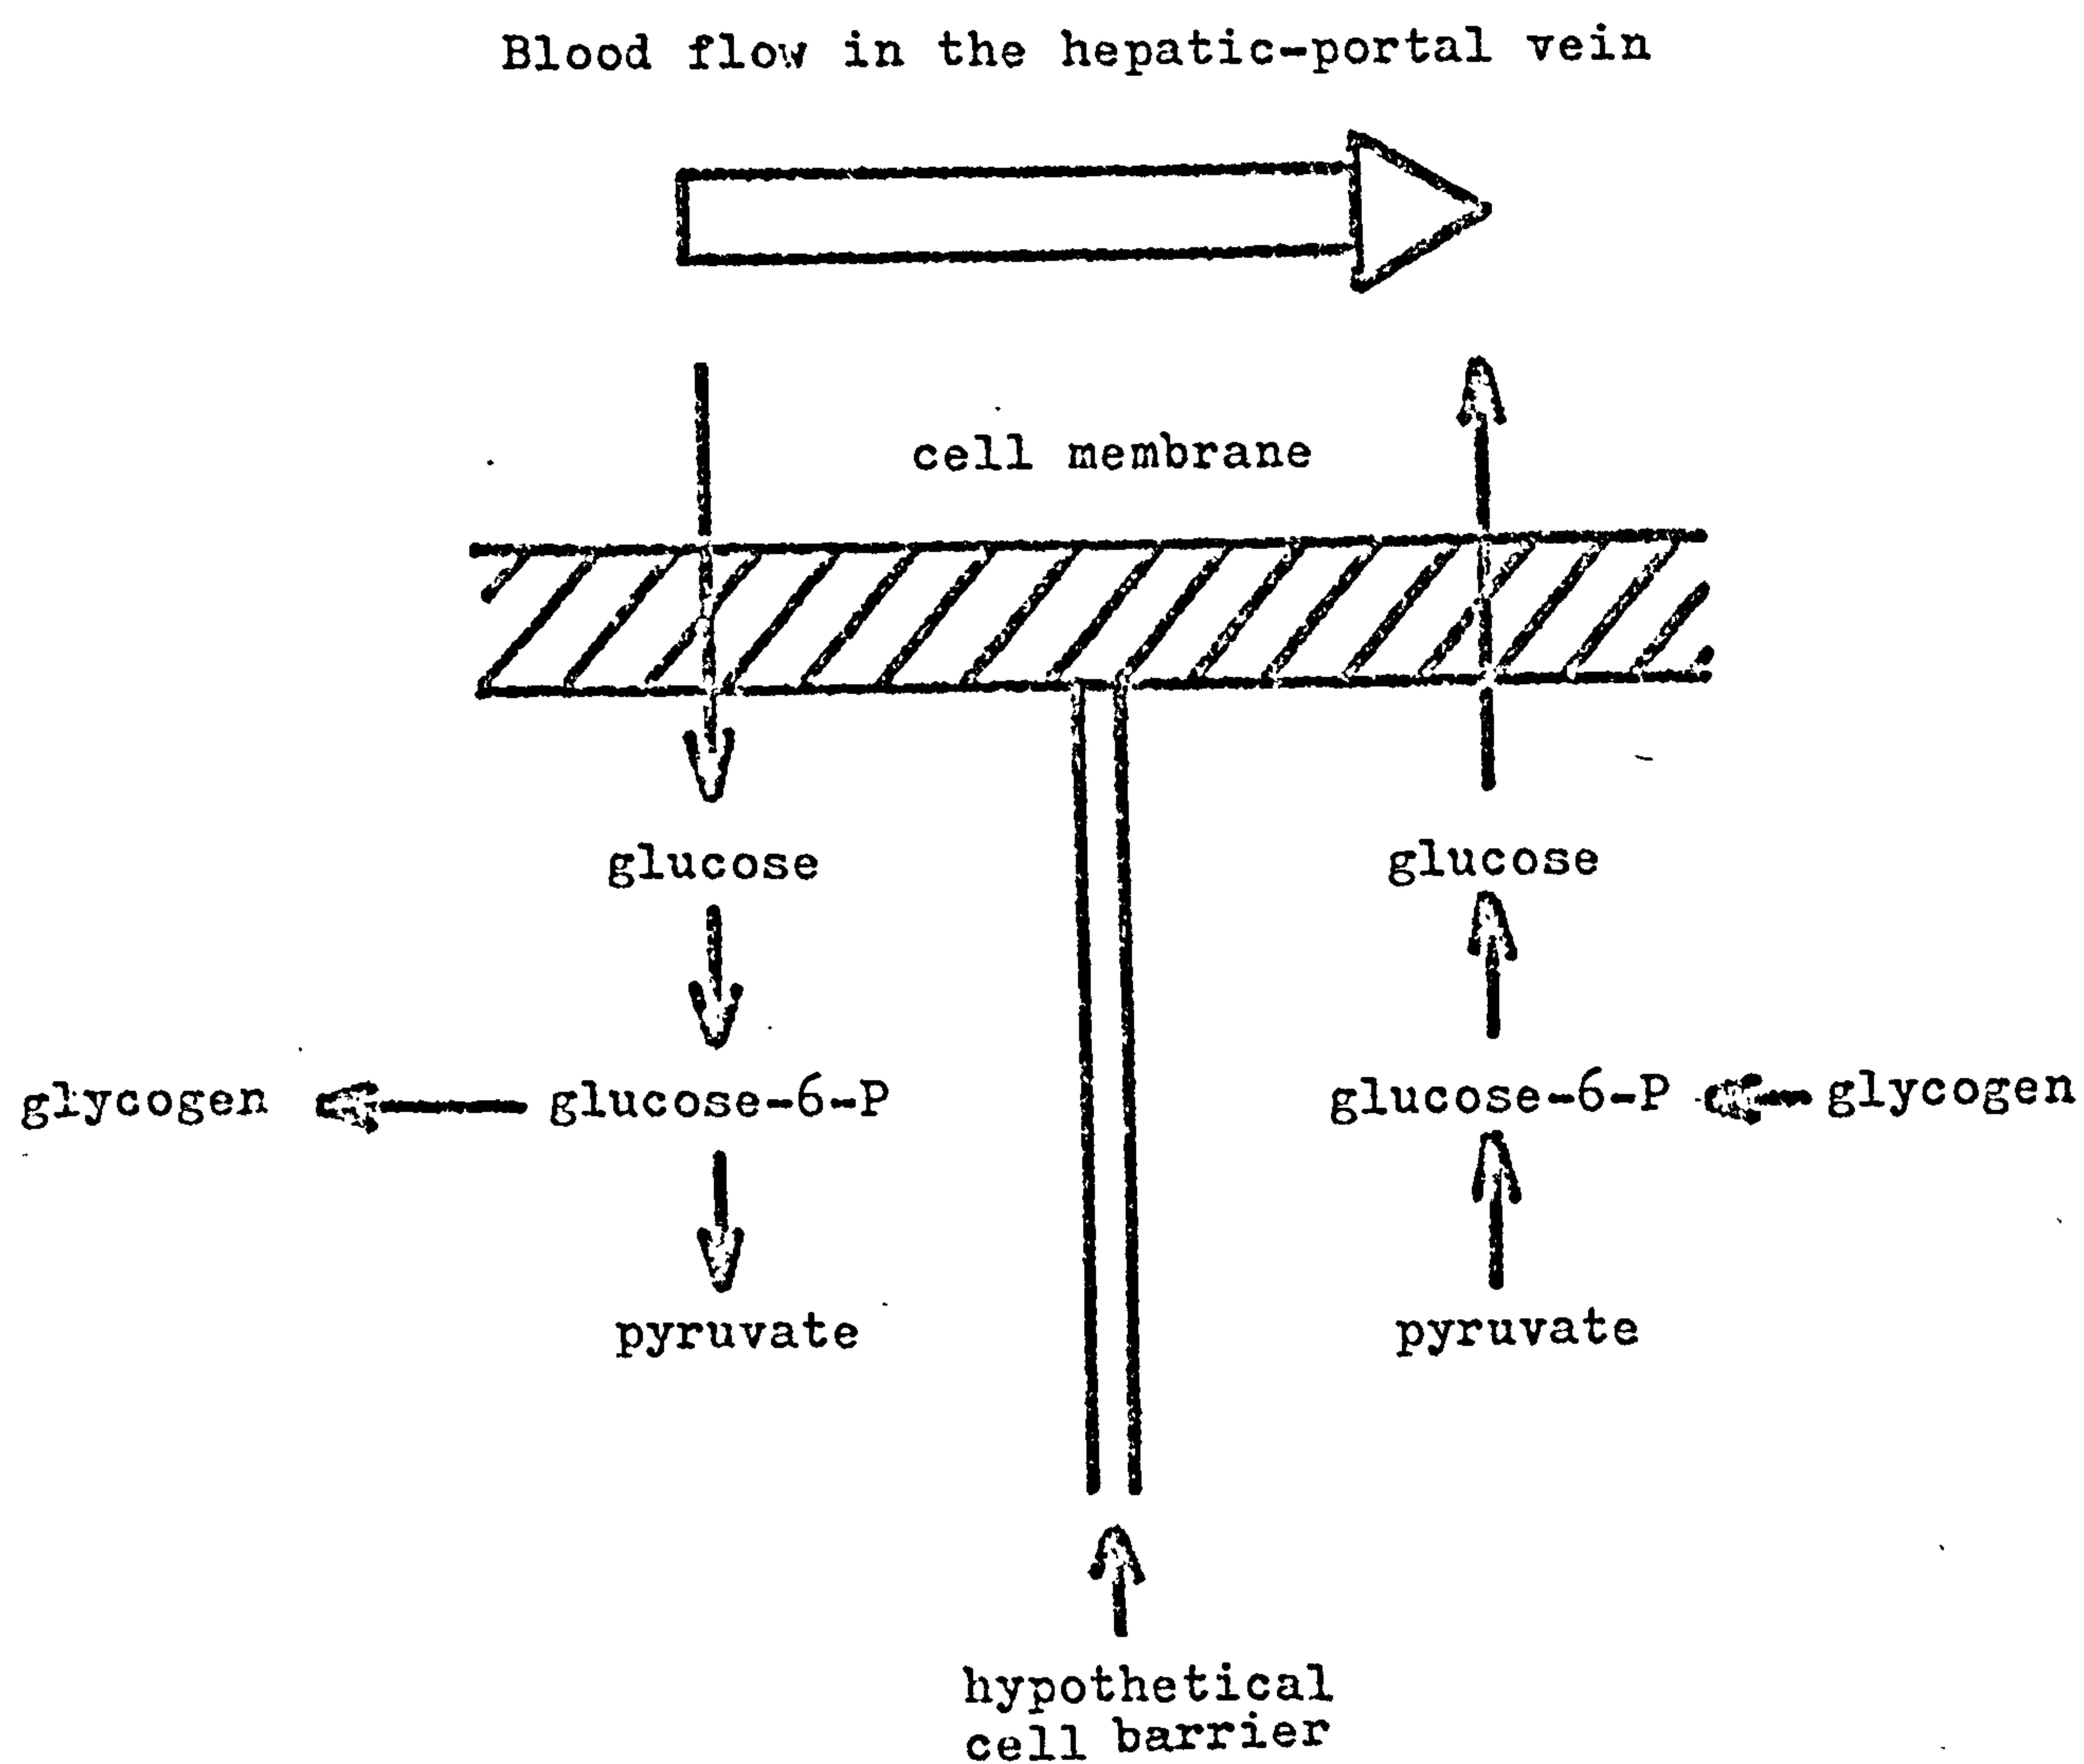 Blood flow in the hepatic-portal vein
cell membrane
glucose
glucose
glycogen
glucose-6-P
glucose-6-P
glycogen
pyruvate
pyruvate
hypothetical
cell barrier